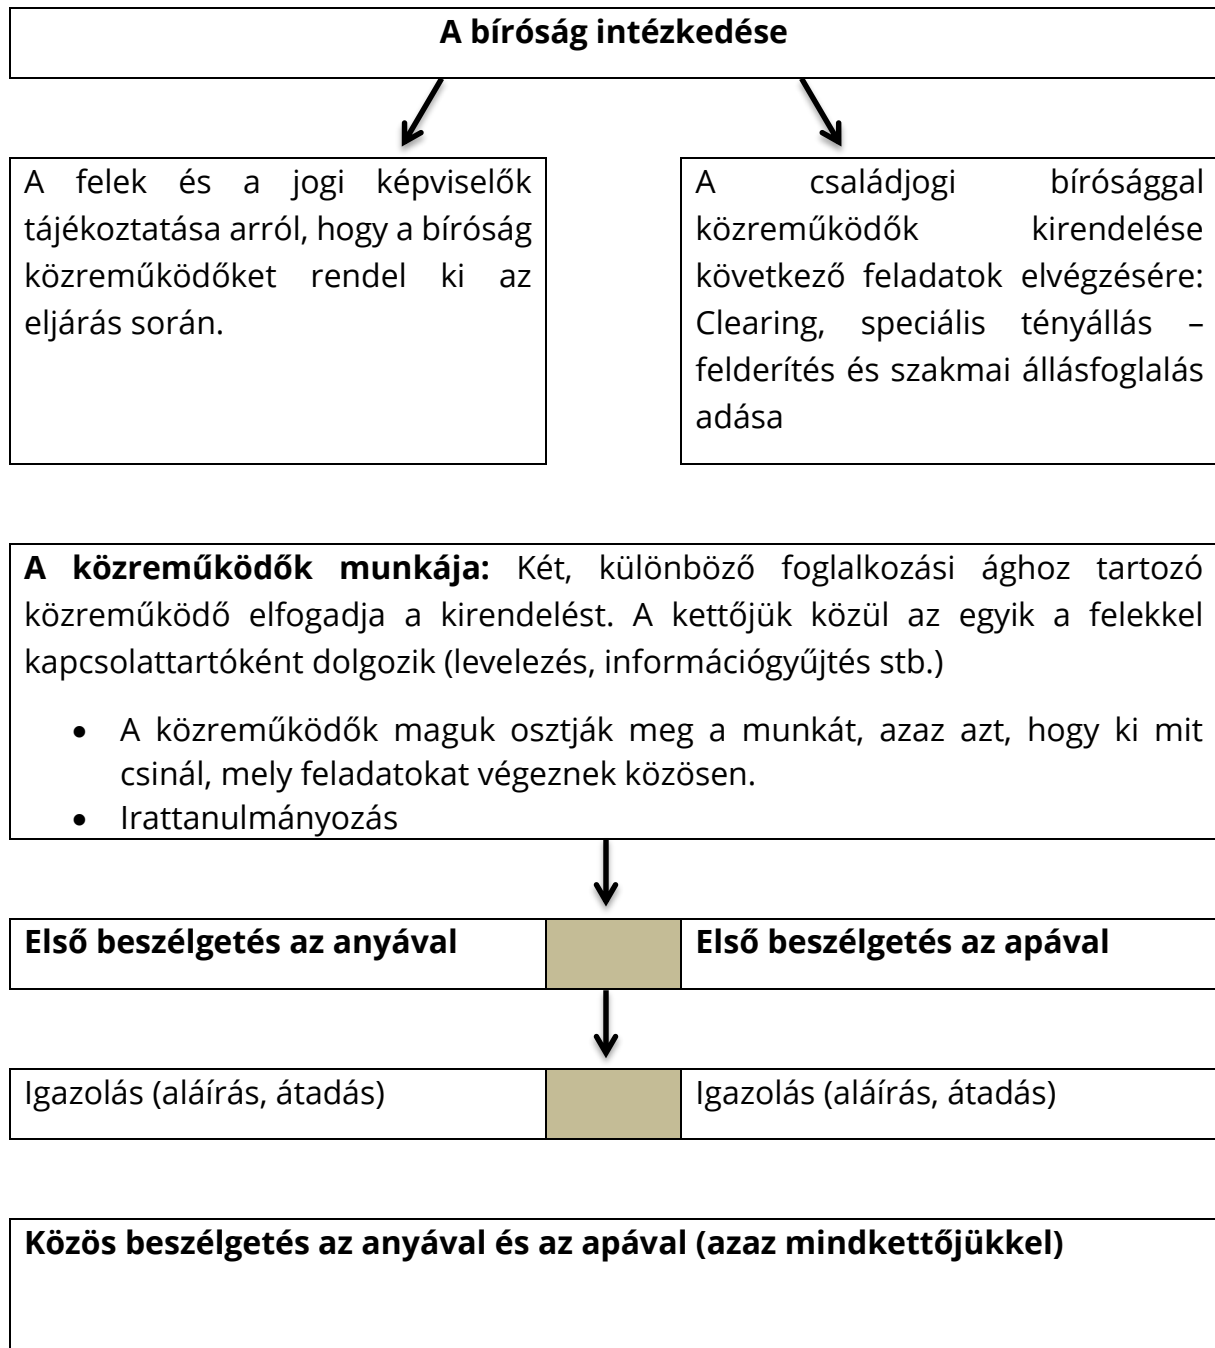 A bíróság intézkedése
A felek és a jogi képviselők
tájékoztatása arról, hogy a bíróság
közreműködőket rendel ki az
eljárás során.
A családjogi bírósággal
közreműködők kirendelése
következő feladatok elvégzésére:
Clearing, speciális tényállás –
felderítés és szakmai állásfoglalás
adása
A közreműködők munkája: Két, különböző foglalkozási ághoz tartozó
közreműködő elfogadja a kirendelést. A kettőjük közül az egyik a felekkel
kapcsolattartóként dolgozik (levelezés, információgyűjtés stb.)
• A közreműködők maguk osztják meg a munkát, azaz azt, hogy ki mit
csinál, mely feladatokat végeznek közösen.
• Irattanulmányozás
Első beszélgetés az anyával
Első beszélgetés az apával
Igazolás (aláírás, átadás)
Igazolás (aláírás, átadás)
Közös beszélgetés az anyával és az apával (azaz mindkettőjükkel)